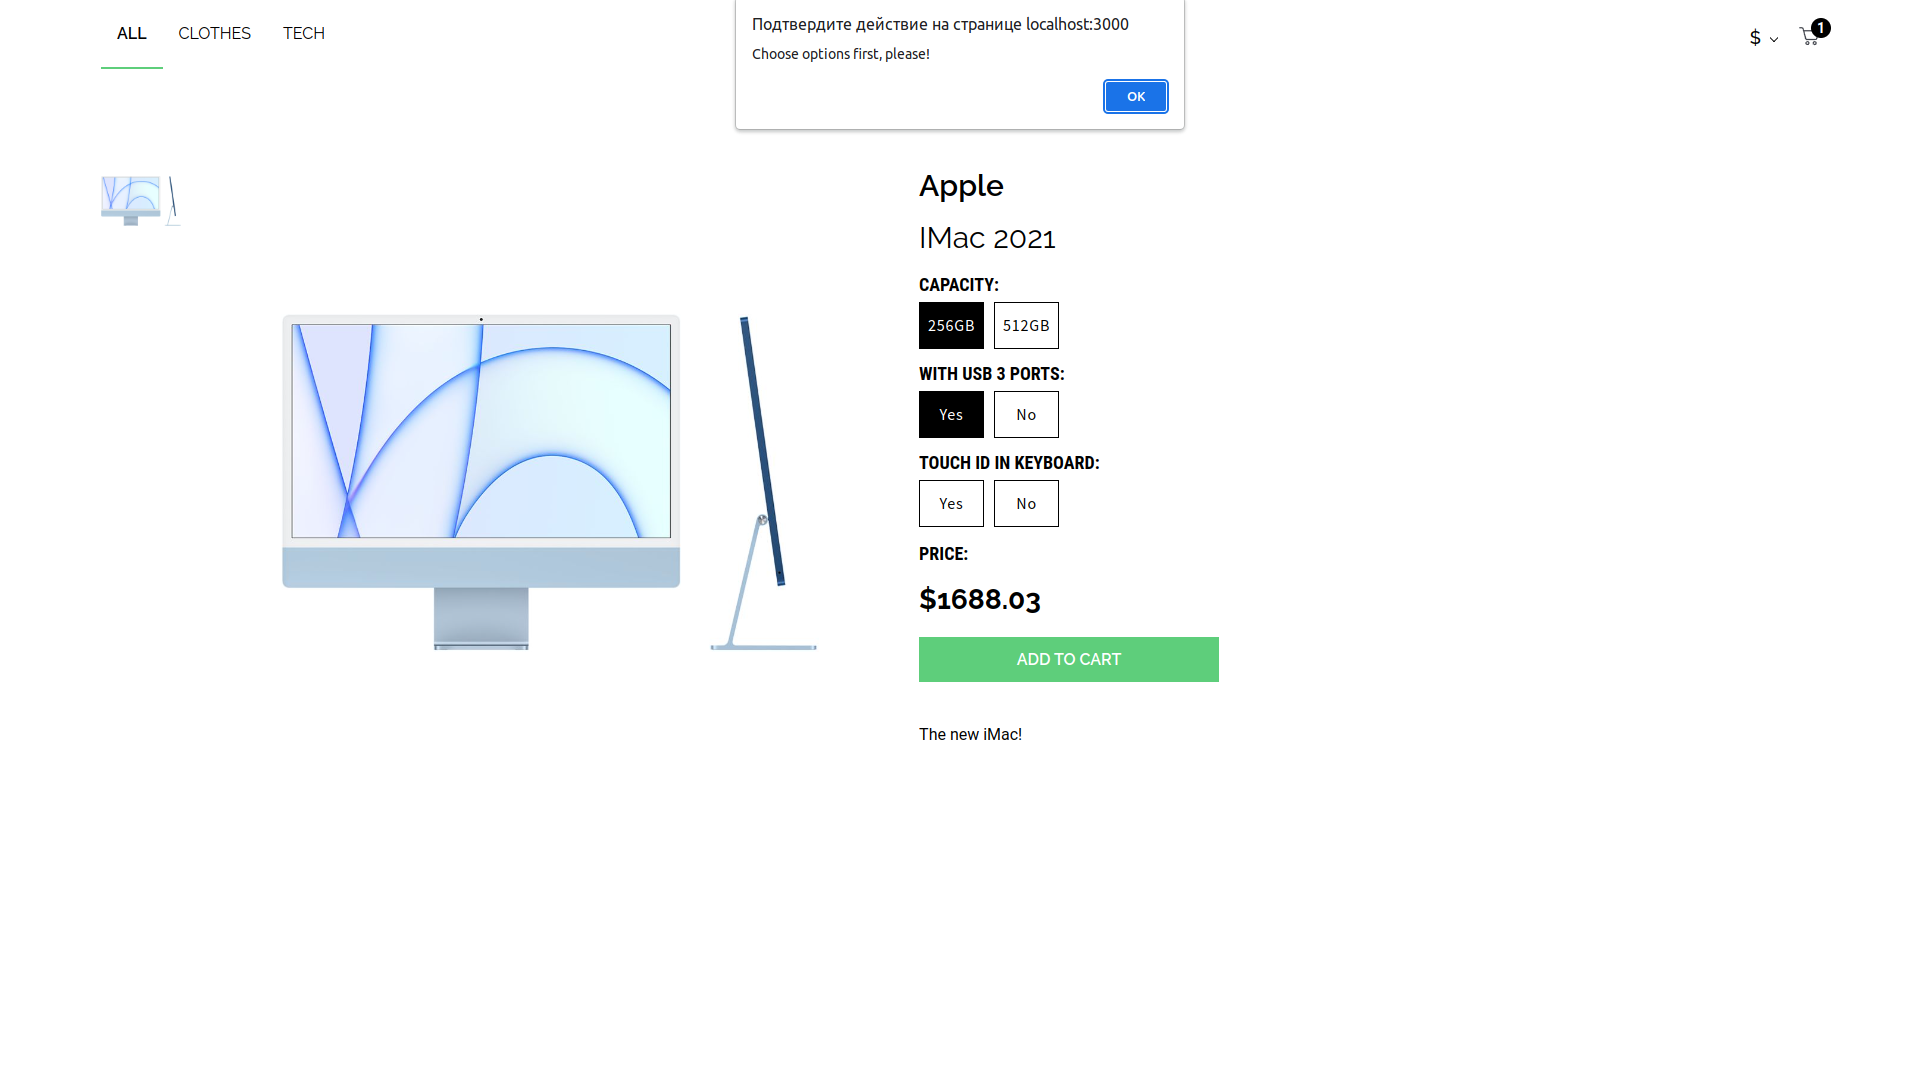 ALL CLOTHES TECH
Подтвердите действие на странице localhost:3000
Choose options first, please!
OK
$ 1
Apple
IMac 2021
CAPACITY:
256GB 512GB
WITH USB 3 PORTS:
Yes No
TOUCH ID IN KEYBOARD:
Yes No
PRICE:
$1688.03
ADD TO CART
The new iMac!